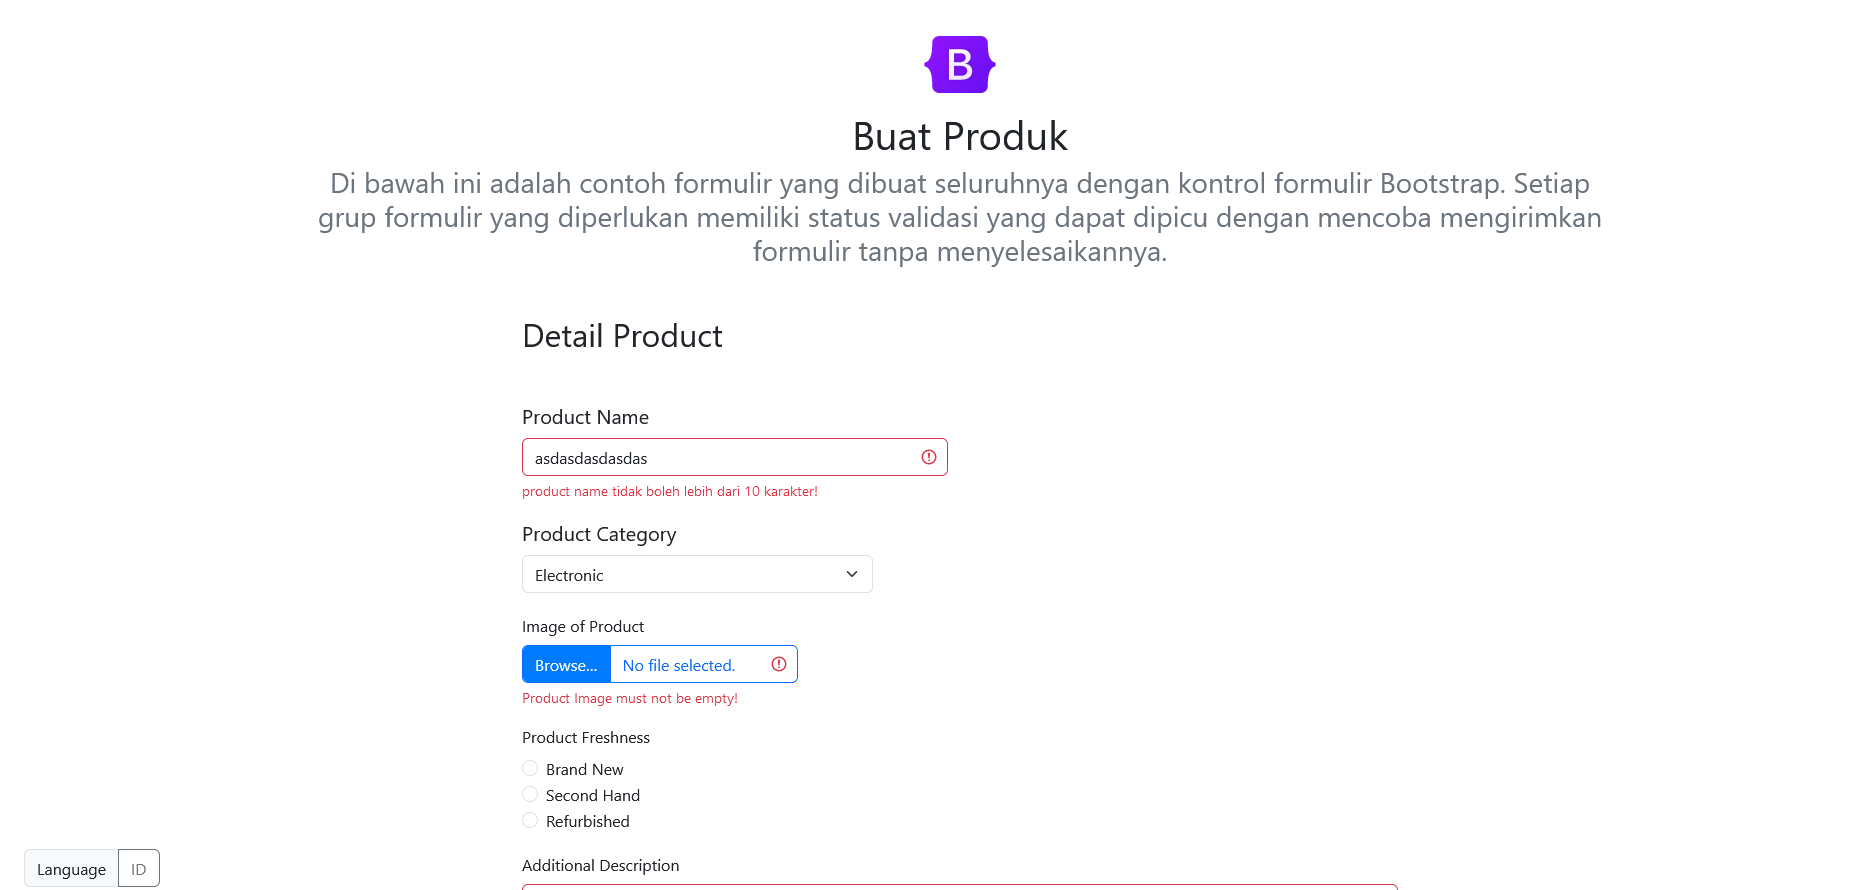 B
Buat Produk
Di bawah ini adalah contoh formulir yang dibuat seluruhnya dengan kontrol formulir Bootstrap. Setiap
grup formulir yang diperlukan memiliki status validasi yang dapat dipicu dengan mencoba mengirimkan
formulir tanpa menyelesaikannya.
Detail Product
Product Name
asdasdasdasdas
product name tidak boleh lebih dari 10 karakter!
Product Category
Electronic
Image of Product
Browse... No file selected.
Product Image must not be empty!
Product Freshness
Brand New
Second Hand
Refurbished
Additional Description
Language ID